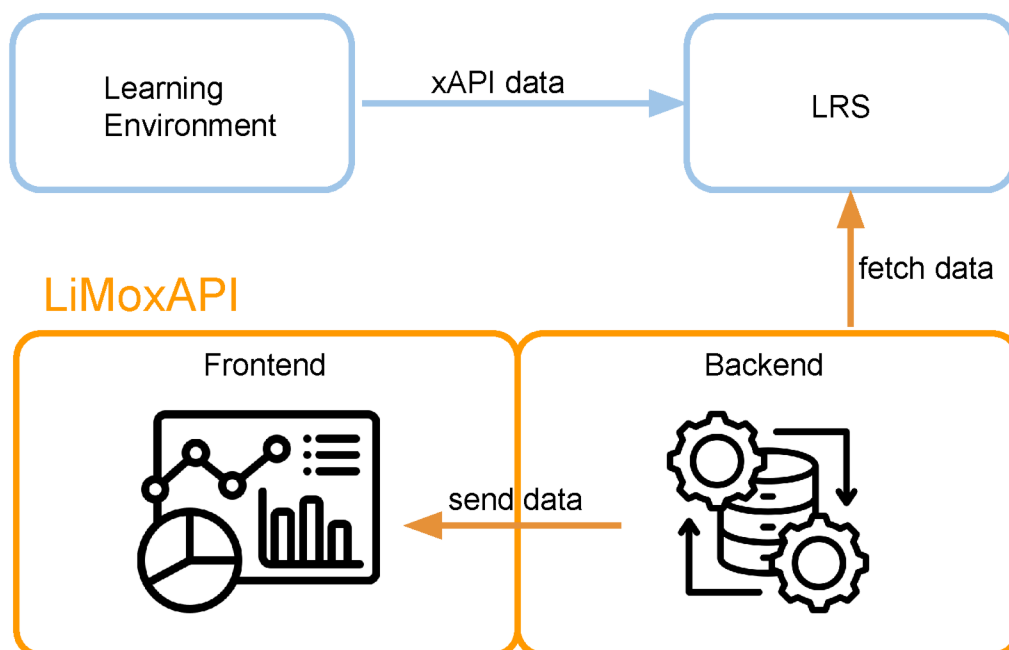 Learning
Environment
xAPI data
LRS
fetch data
LiMoxAPI
Frontend
Backend
send data